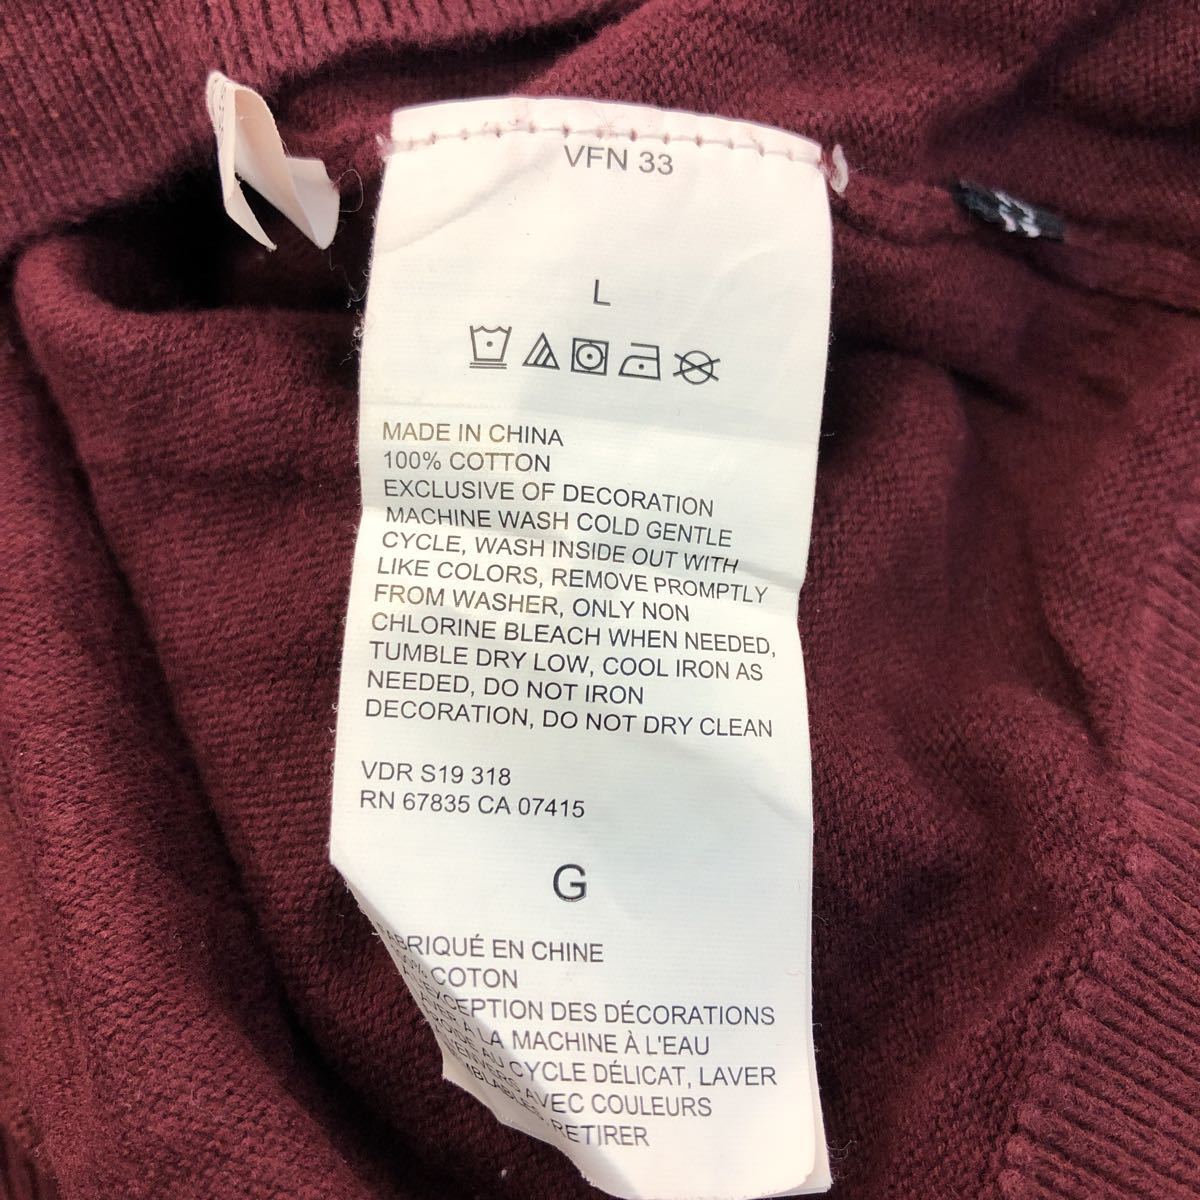 VFN 33
L
MADE IN CHINA
100% COTTON
EXCLUSIVE OF DECORATION
MACHINE WASH COLD GENTLE
CYCLE, WASH INSIDE OUT WITH
LIKE COLORS, REMOVE PROMPTLY
FROM WASHER, ONLY NON
CHLORINE BLEACH WHEN NEEDED,
TUMBLE DRY LOW, COOL IRON AS
NEEDED, DO NOT IRON
DECORATION, DO NOT DRY CLEAN
VDR S19 318
RN 67835 CA 07415
G
FABRIQUÉ EN CHINE
100% COTON
EXCEPTION DES DÉCORATIONS
LAVER À LA MACHINE À L'EAU
FROIDE AU CYCLE DÉLICAT, LAVER
AVEC COULEURS
RETIRER